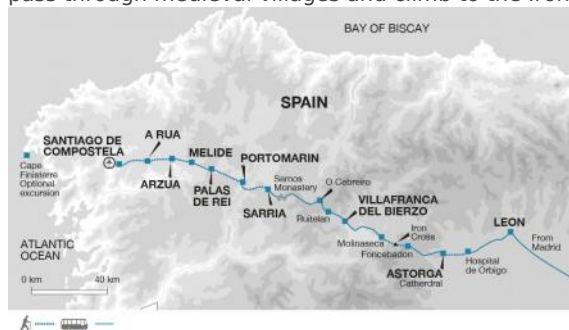 pass through medieval villages and climb to the Iron
BAY OF BISCAY
SPAIN
SANTIAGO DE
COMPOSTELA
A RUA
MELIDE
PORTOMARIN
Cape
Finisterre
Optional
excursion
ARZUA
PALAS
DE REI
Samos
Monastery
O Cebreiro
SARRIA
Ruitelan
VILLAFRANCA
DEL BIERZO
Iron
Cross
LEON
Molinaseca
Foncebadon
From
Madrid
ATLANTIC
OCEAN
ASTORGA
Catherdral
Hospital
de Orbigo
0 km
40 km